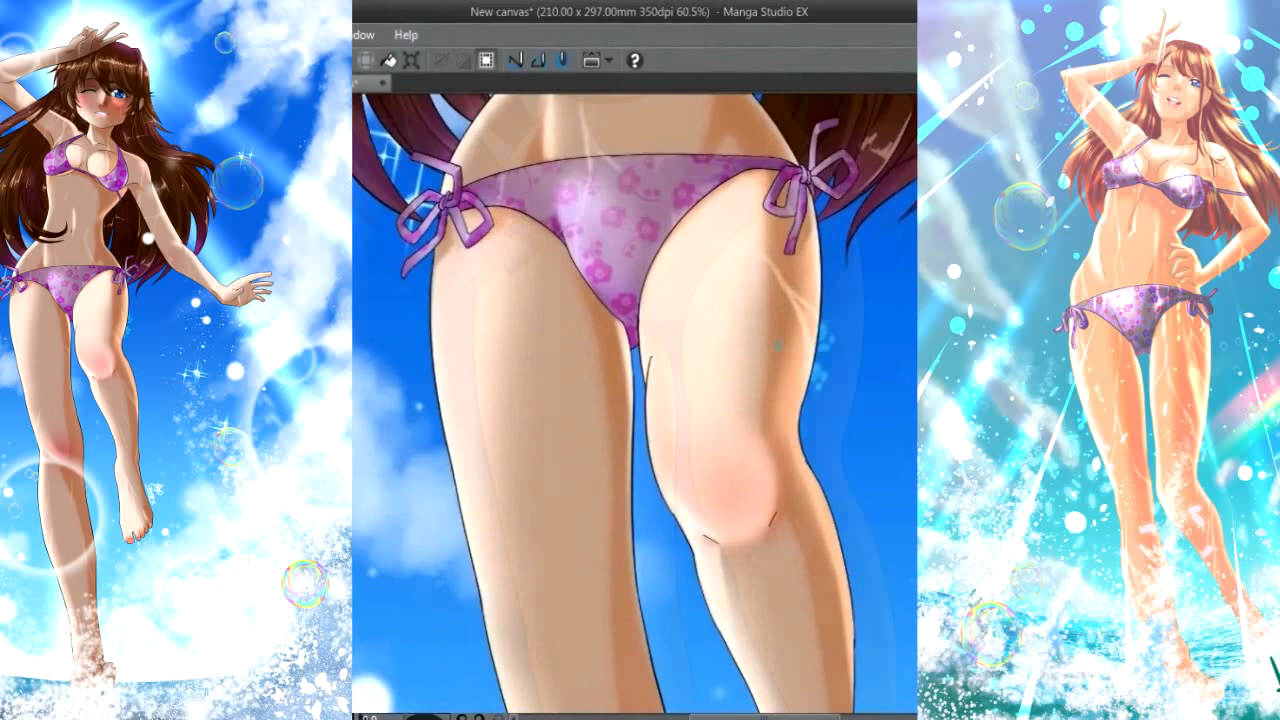 New canvas* (210.00 x 297.00mm 350dpi 60.5%) - Manga Studio EX
dow Help
?